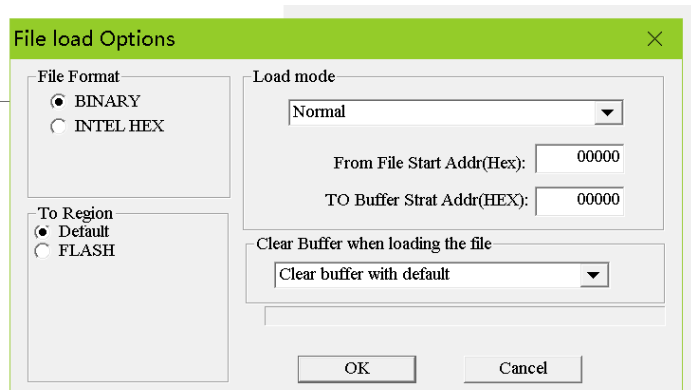 File load Options
File Format
BINARY
INTEL HEX
To Region
Default
FLASH
Load mode
Normal
From File Start Addr(Hex): 00000
TO Buffer Strat Addr(HEX): 00000
Clear Buffer when loading the file
Clear buffer with default
OK Cancel